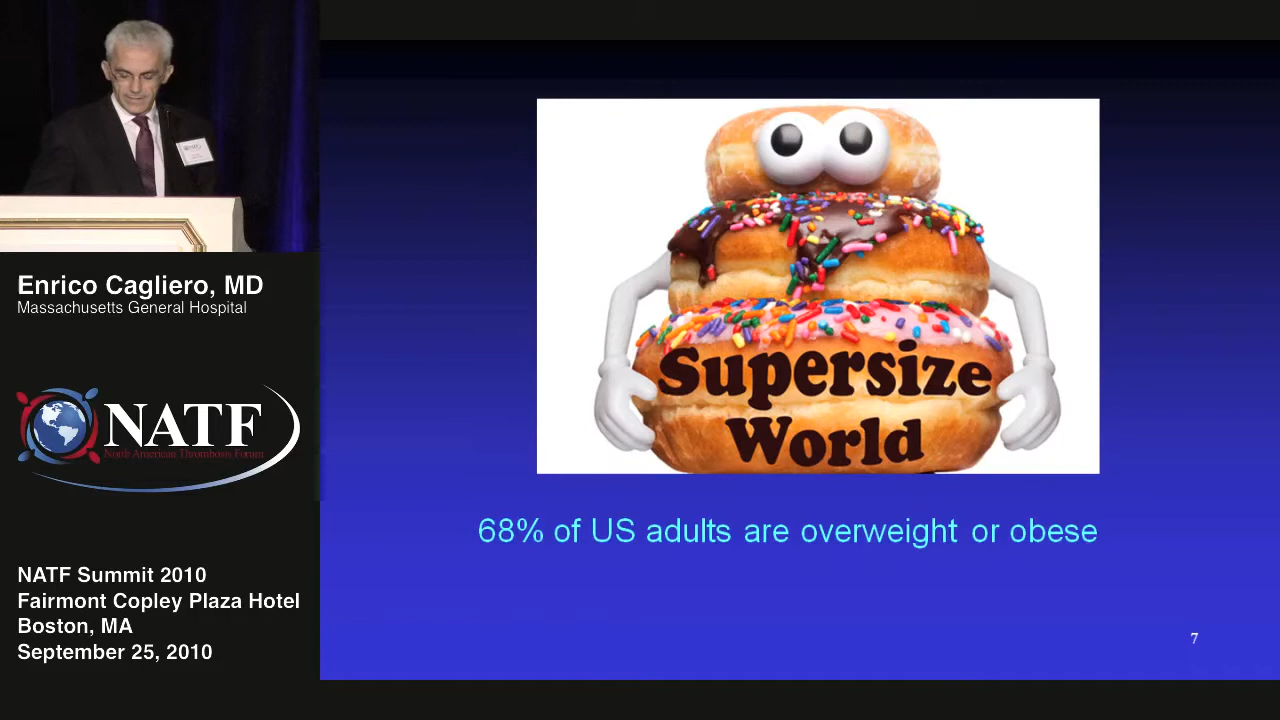 Enrico Cagliero, MD
Massachusetts General Hospital
NATF
North American Thrombosis Forum
NATF Summit 2010
Fairmont Copley Plaza Hotel
Boston, MA
September 25, 2010
Supersize
World
68% of US adults are overweight or obese
7